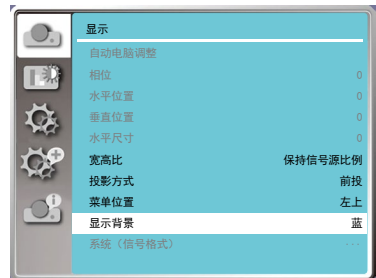 显示
自动电脑调整
相位 0
水平位置 0
垂直位置 0
水平尺寸 0
宽高比 保持信号源比例
投影方式 前投
菜单位置 左上
显示背景 蓝
系统（信号格式） ---